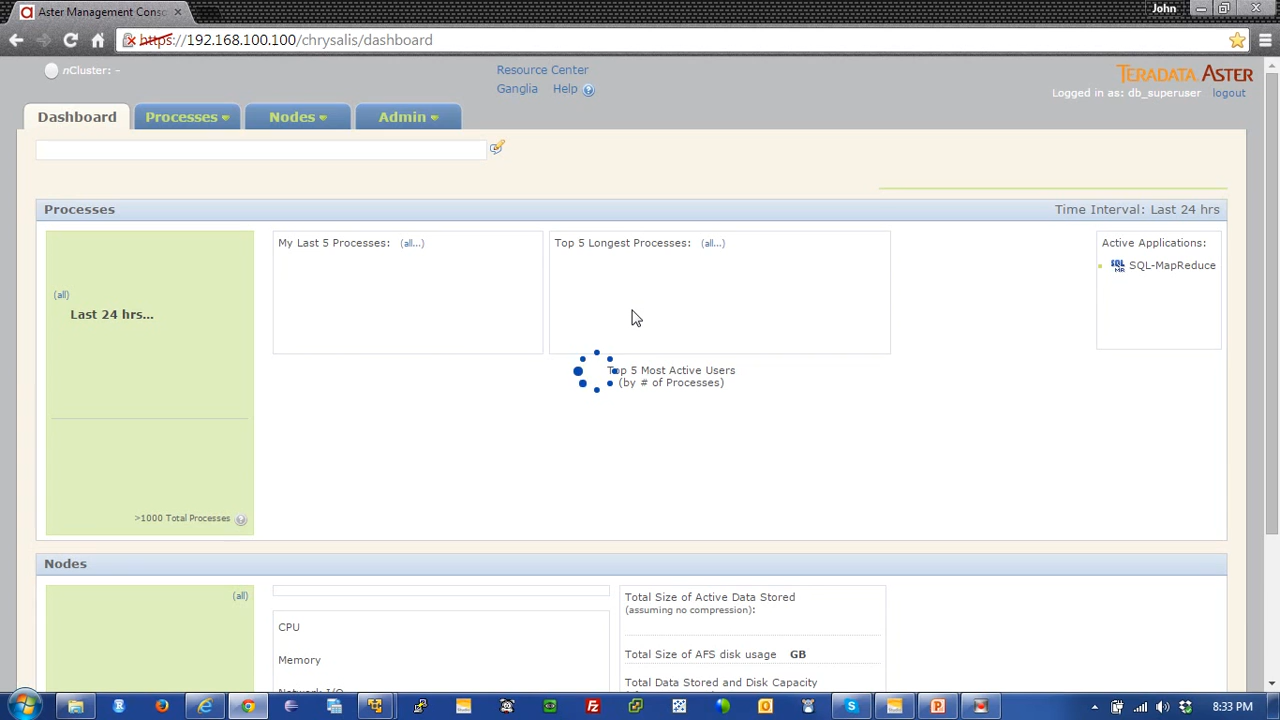 Aster Management Conso
John
https://192.168.100.100/chrysalis/dashboard
nCluster: -
Resource Center
Ganglia Help ?
TERADATA ASTER
Logged in as: db_superuser logout
Dashboard Processes Nodes Admin
Processes Time Interval: Last 24 hrs
My Last 5 Processes: (all...)
Top 5 Longest Processes: (all...)
Active Applications:
SQL MR SQL-MapReduce
(all)
Last 24 hrs...
Top 5 Most Active Users
(by # of Processes)
>1000 Total Processes ?
Nodes
(all)
CPU
Memory
Network I/O
Total Size of Active Data Stored
(assuming no compression):
Total Size of AFS disk usage GB
Total Data Stored and Disk Capacity
8:33 PM